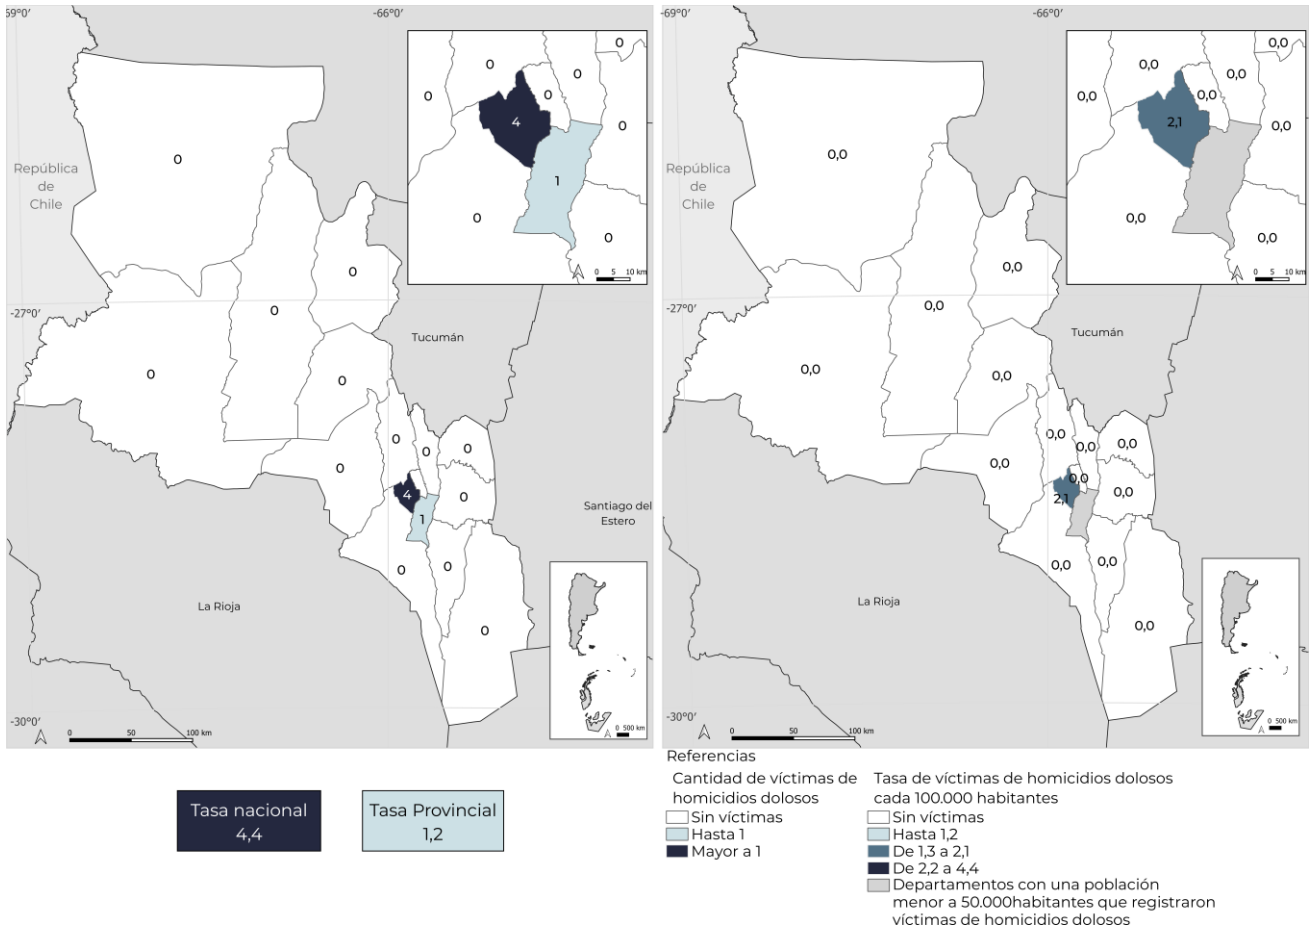 -69°0'
-66°0'
0
0
0
0
0
4
0
1
0
0
0 5 10 km
República
de
Chile
0
0
0
-27°0'
Tucumán
0
0
0
0
0
0
4
0
1
Santiago del
Estero
0
0
La Rioja
0
0 500 km
-30°0'
0 50 100 km
-69°0'
-66°0'
0,0
0,0
0,0
0,0
0,0
2,1
0,0
0,0
0,0
0 5 10 km
República
de
Chile
0,0
0,0
0,0
-27°0'
Tucumán
0,0
0,0
0,0
0,0
0,0
0,0
0,0
2,1
0,0
0,0
0,0
La Rioja
0,0
0 500 km
-30°0'
0 50 100 km
Tasa nacional
4,4
Tasa Provincial
1,2
Referencias
Cantidad de víctimas de
homicidios dolosos
Sin víctimas
Hasta 1
Mayor a 1
Tasa de víctimas de homicidios dolosos
cada 100.000 habitantes
Sin víctimas
Hasta 1,2
De 1,3 a 2,1
De 2,2 a 4,4
Departamentos con una población
menor a 50.000habitantes que registraron
víctimas de homicidios dolosos